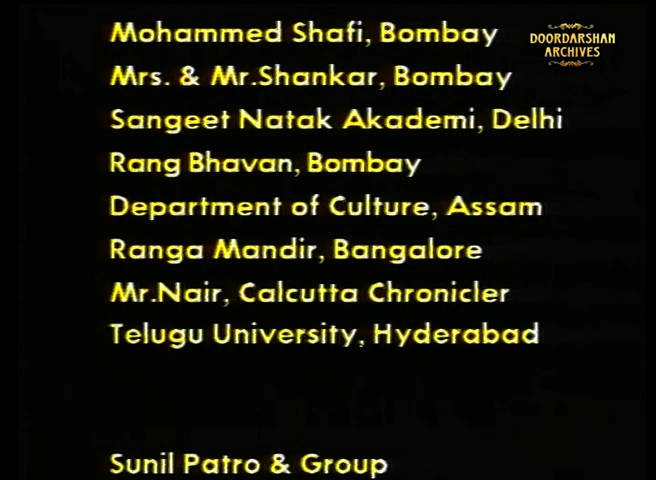 DOORDARSHAN
ARCHIVES
Mohammed Shafi, Bombay
Mrs. & Mr.Shankar, Bombay
Sangeet Natak Akademi, Delhi
Rang Bhavan, Bombay
Department of Culture, Assam
Ranga Mandir, Bangalore
Mr.Nair, Calcutta Chronicler
Telugu University, Hyderabad
Sunil Patro & Group